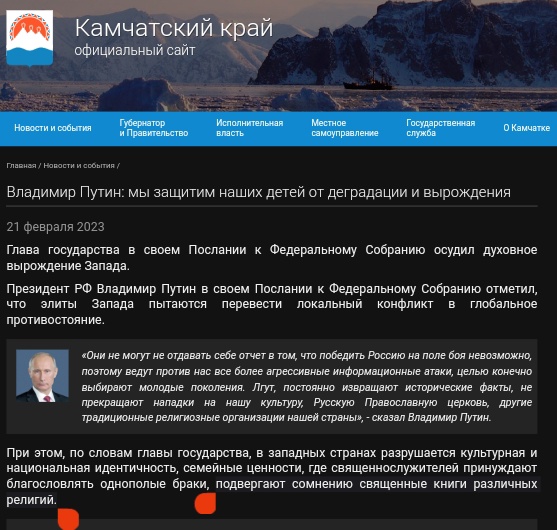 Камчатский край
официальный сайт
Новости и события
Губернатор
и Правительство
Исполнительная
власть
Местное
самоуправление
Государственная
служба
О Камчатке
Главная / Новости и события /
Владимир Путин: мы защитим наших детей от деградации и вырождения
21 февраля 2023
Глава государства в своем Послании к Федеральному Собранию осудил духовное
вырождение Запада.
Президент РФ Владимир Путин в своем Послании к Федеральному Собранию отметил,
что элиты Запада пытаются перевести локальный конфликт в глобальное
противостояние.
«Они не могут не отдавать себе отчет в том, что победить Россию на поле боя невозможно,
поэтому ведут против нас все более агрессивные информационные атаки, целью конечно
выбирают молодые поколения. Лгут, постоянно извращают исторические факты, не
прекращают нападки на нашу культуру, Русскую Православную церковь, другие
традиционные религиозные организации нашей страны», - сказал Владимир Путин.
При этом, по словам главы государства, в западных странах разрушается культурная и
национальная идентичность, семейные ценности, где священнослужителей принуждают
благословлять однополые браки, подвергают сомнению священные книги различных
религий.